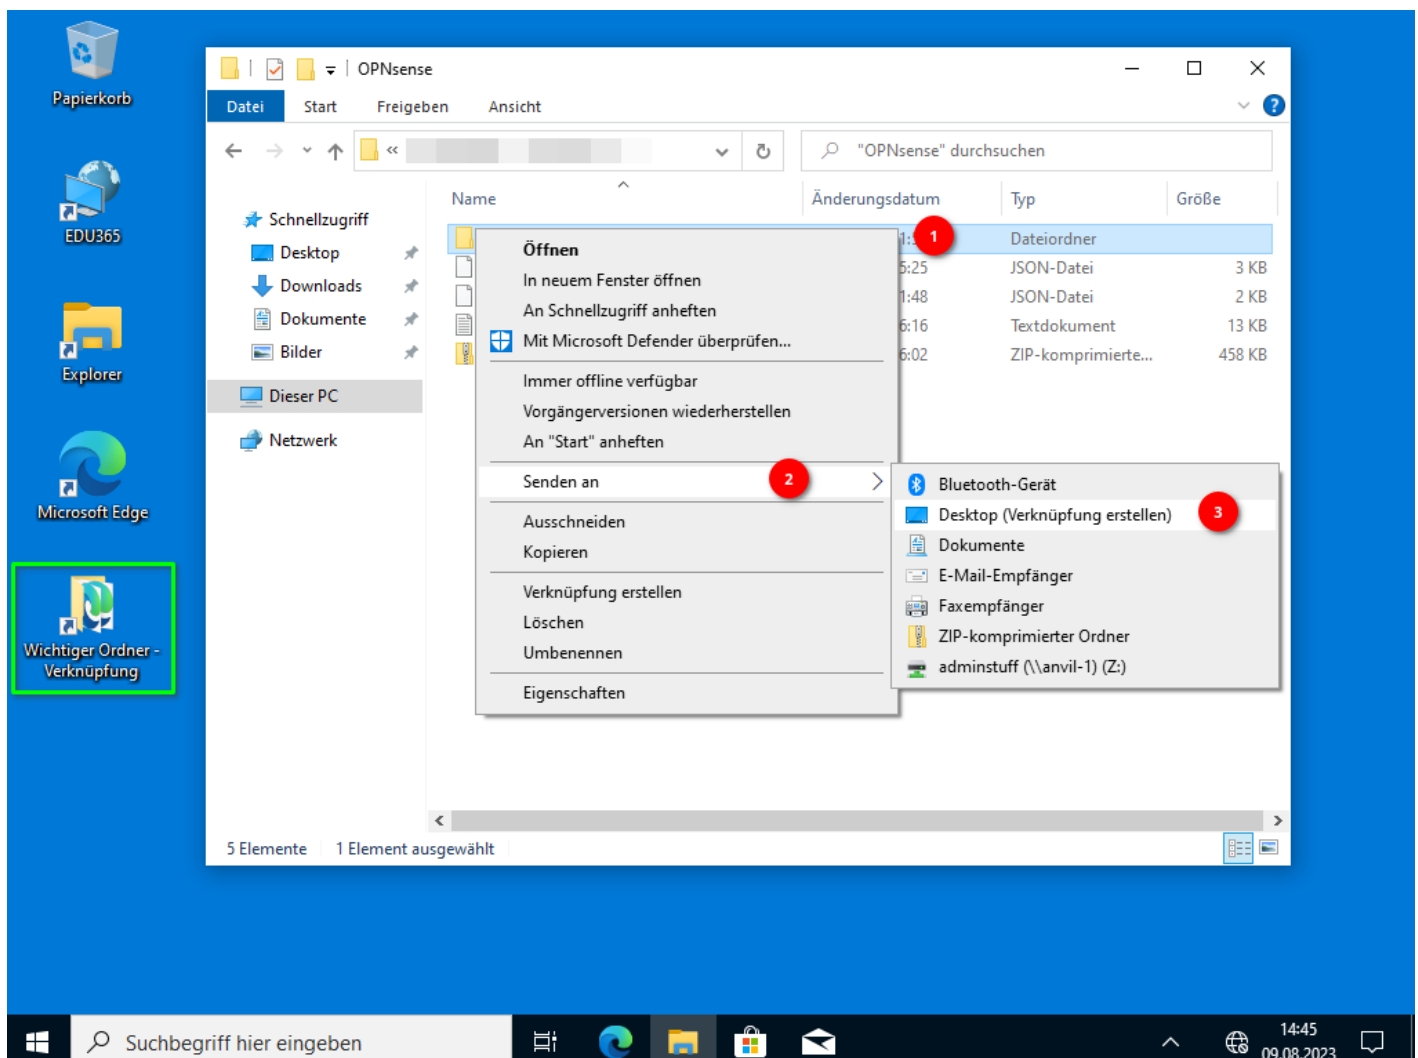 Papierkorb
EDU365
Explorer
Microsoft Edge
Wichtiger Ordner -
Verknüpfung
OPNsense
Datei Start Freigeben Ansicht
?
«
"OPNsense" durchsuchen
Schnellzugriff
Desktop
Downloads
Dokumente
Bilder
Dieser PC
Netzwerk
Name Änderungsdatum Typ Größe
1 Dateiordner
5:25 JSON-Datei 3 KB
1:48 JSON-Datei 2 KB
6:16 Textdokument 13 KB
6:02 ZIP-komprimierte... 458 KB
Öffnen
In neuem Fenster öffnen
An Schnellzugriff anheften
Mit Microsoft Defender überprüfen...
Immer offline verfügbar
Vorgängerversionen wiederherstellen
An "Start" anheften
Senden an 2
Ausschneiden
Kopieren
Verknüpfung erstellen
Löschen
Umbenennen
Eigenschaften
Bluetooth-Gerät
Desktop (Verknüpfung erstellen) 3
Dokumente
E-Mail-Empfänger
Faxempfänger
ZIP-komprimierter Ordner
adminstuff (\\anvil-1) (Z:)
5 Elemente 1 Element ausgewählt
Suchbegriff hier eingeben
14:45
09.08.2023